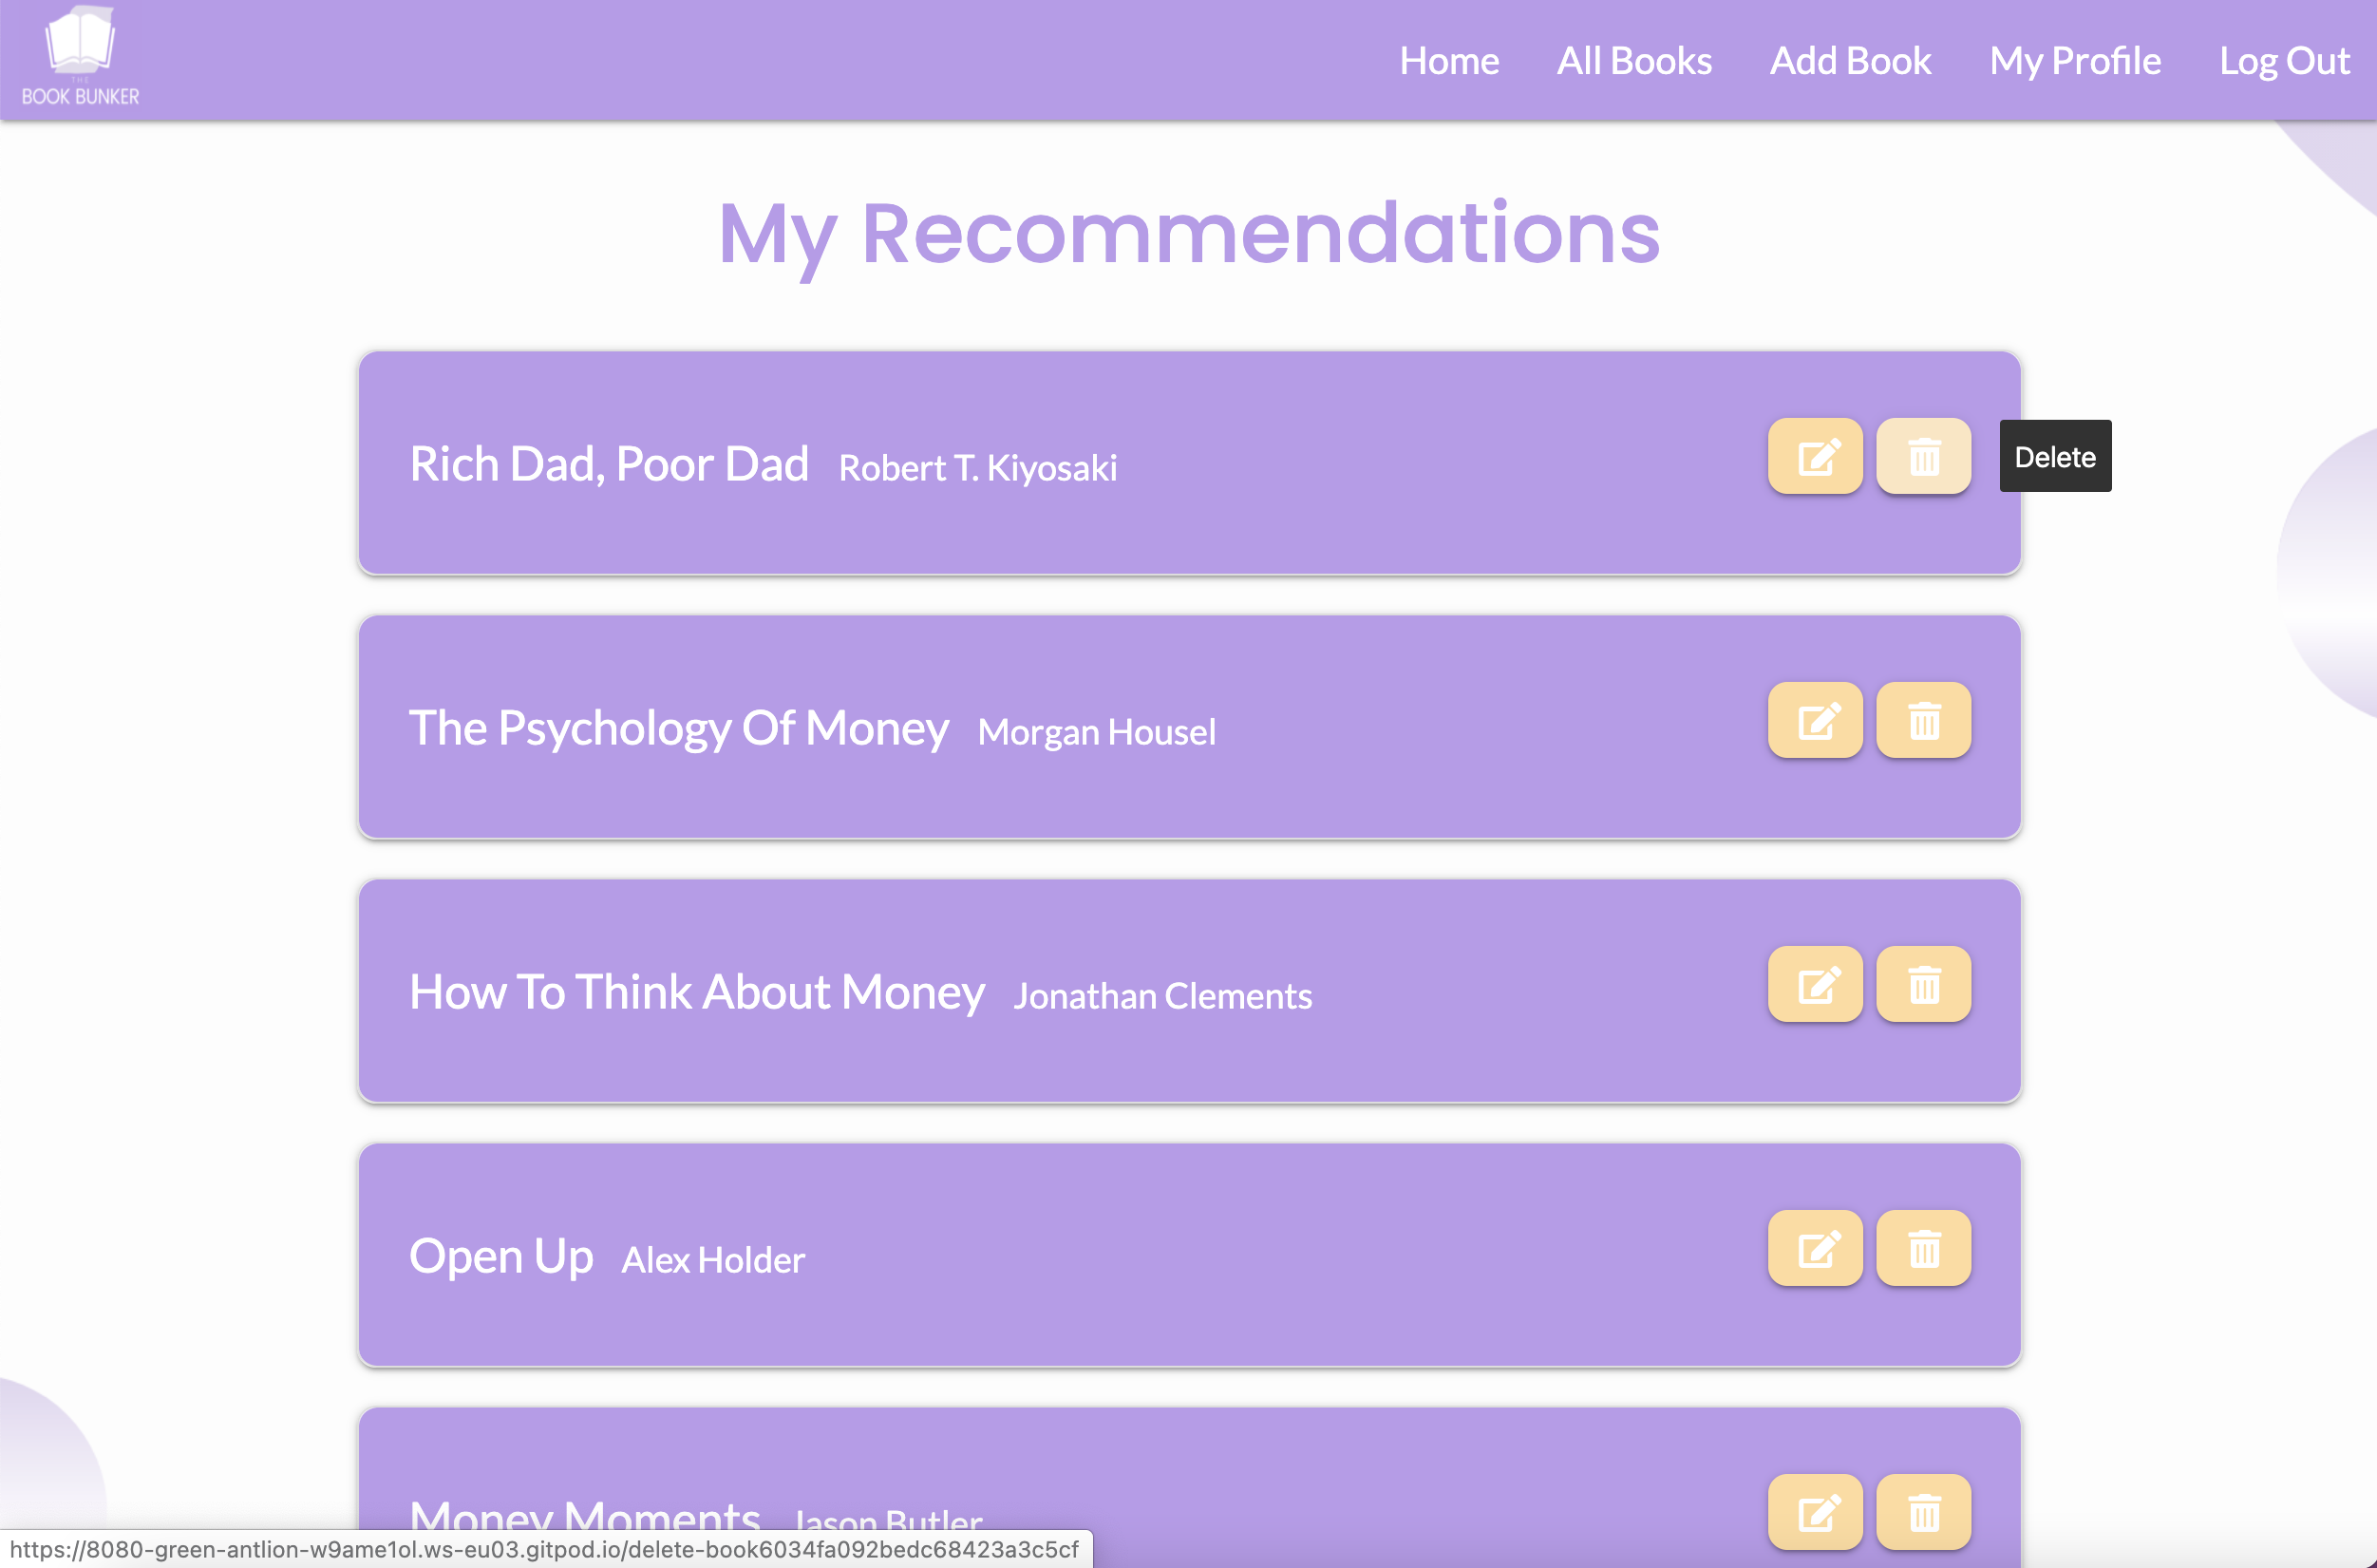 THE
BOOK BUNKER
Home All Books Add Book My Profile Log Out
My Recommendations
Rich Dad, Poor Dad Robert T. Kiyosaki
Delete
The Psychology Of Money Morgan Housel
How To Think About Money Jonathan Clements
Open Up Alex Holder
Money Moments Jason Butler
https://8080-green-antlion-w9ame1ol.ws-eu03.gitpod.io/delete-book6034fa092bedc68423a3c5cf